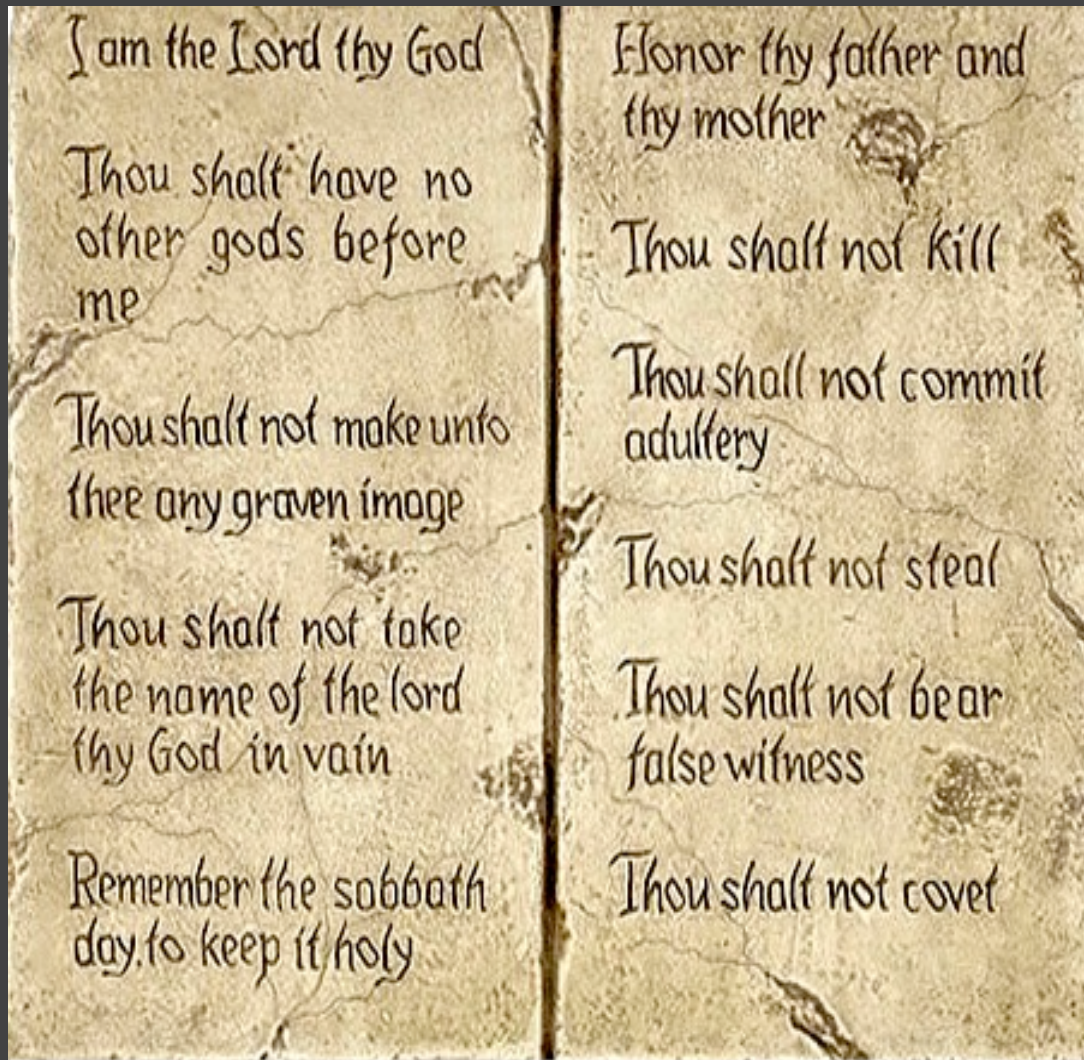 I am the Lord thy God
Thou shalt have no
other gods before
me
Thou shalt not make unto
thee any graven image
Thou shalt not take
the name of the lord
thy God in vain
Remember the sabbath
day.to keep it holy
Honor thy father and
thy mother
Thou shalt not kill
Thou shall not commit
adultery
Thou shalt not steal
Thou shalt not bear
false witness
Thou shalt not covet